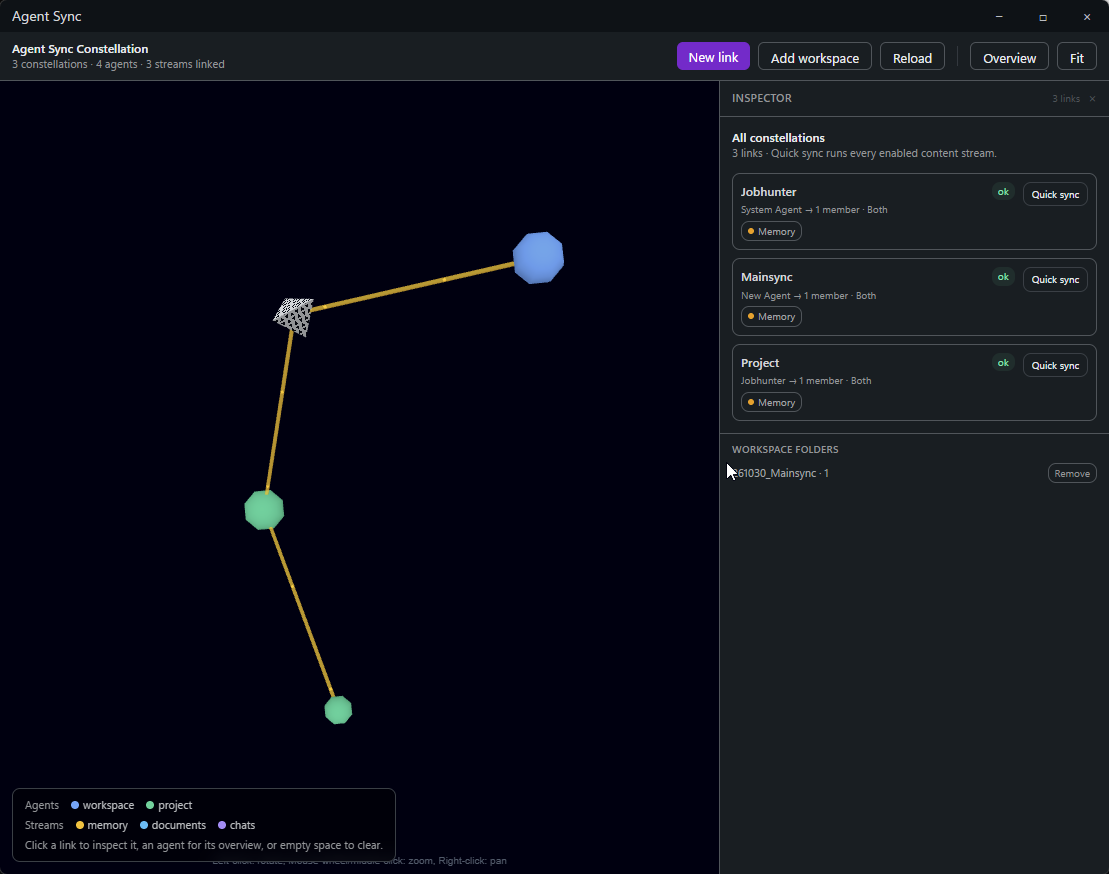 Agent Sync
Agent Sync Constellation
3 constellations · 4 agents · 3 streams linked
New link
Add workspace
Reload
Overview
Fit
INSPECTOR
3 links ×
All constellations
3 links · Quick sync runs every enabled content stream.
Jobhunter
ok
Quick sync
System Agent → 1 member · Both
Memory
Mainsync
ok
Quick sync
New Agent → 1 member · Both
Memory
Project
ok
Quick sync
Jobhunter → 1 member · Both
Memory
WORKSPACE FOLDERS
61030_Mainsync · 1
Remove
Agents workspace project
Streams memory documents chats
Click a link to inspect it, an agent for its overview, or empty space to clear.
zoom, Right-click: pan